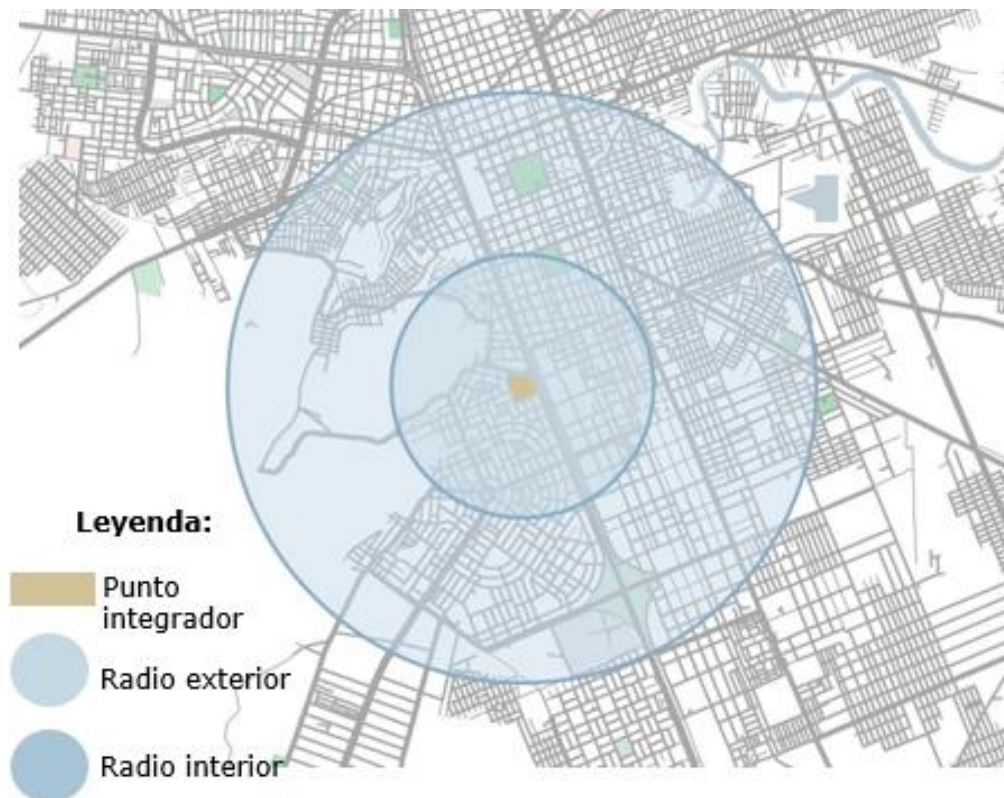 Leyenda:
Punto
integrador
Radio exterior
Radio interior